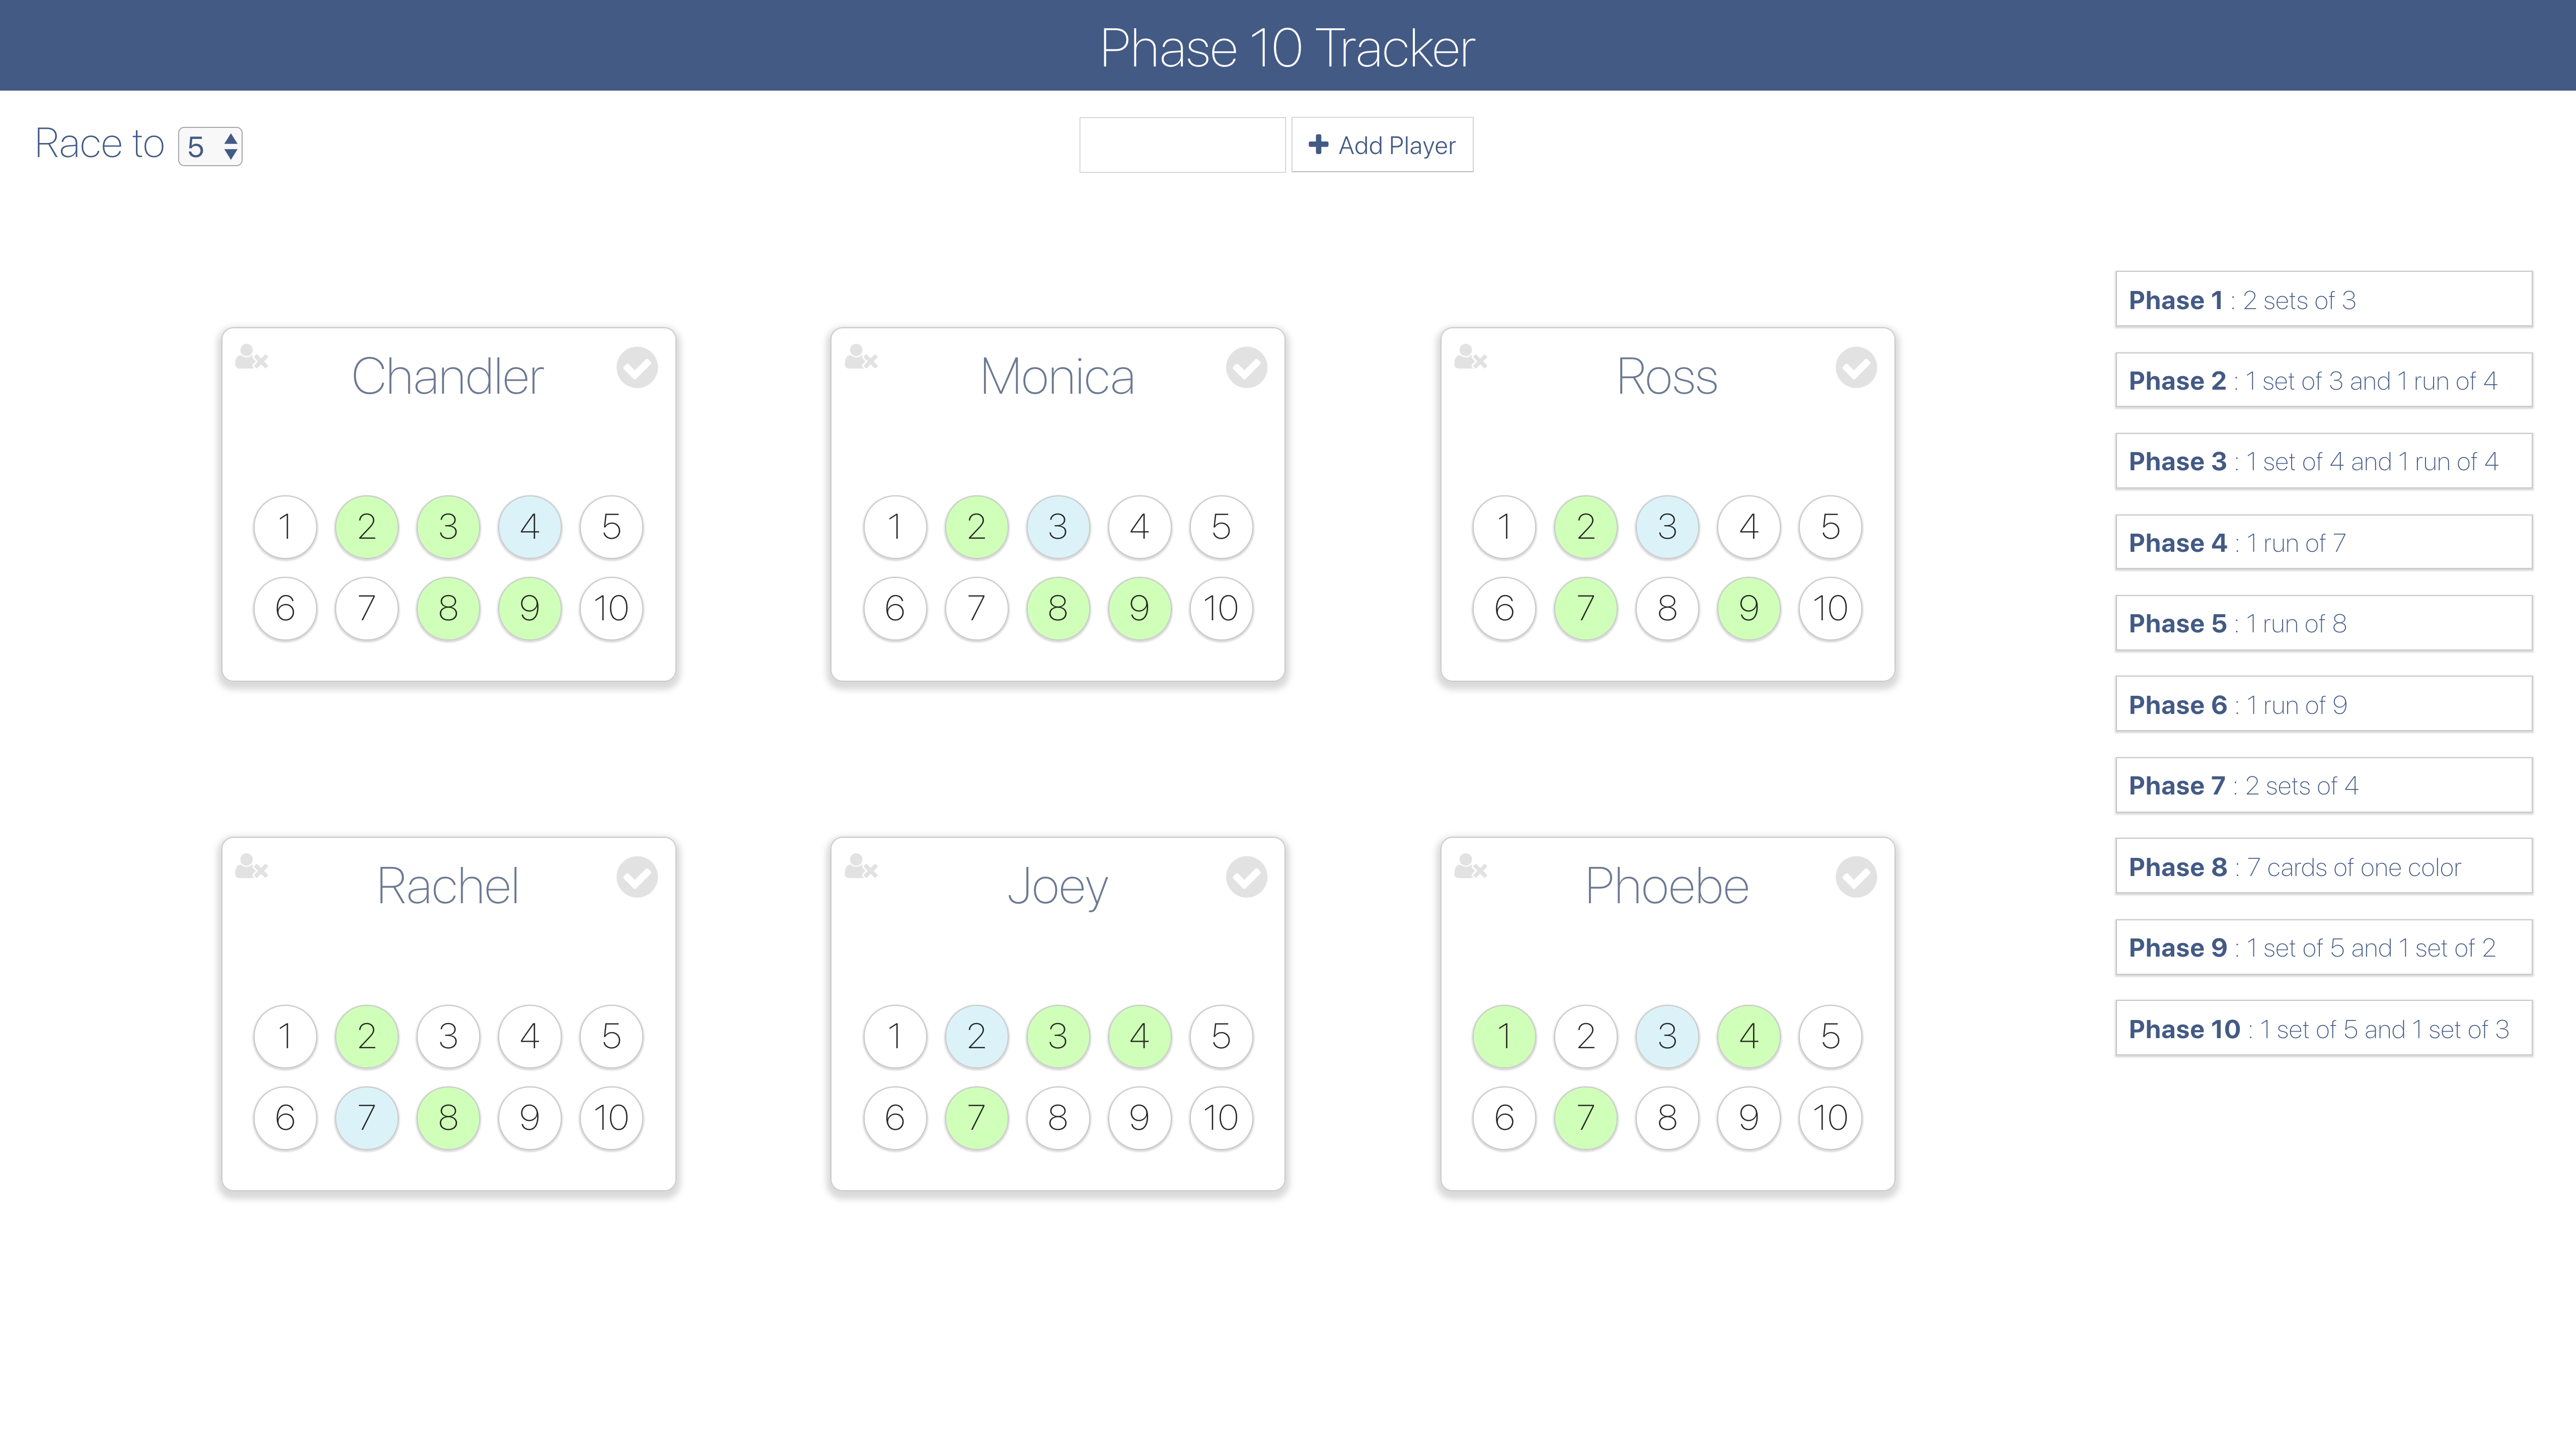 Phase 10 Tracker
Race to 5
Add Player
Chandler
1 2 3 4 5
6 7 8 9 10
Monica
1 2 3 4 5
6 7 8 9 10
Ross
1 2 3 4 5
6 7 8 9 10
Rachel
1 2 3 4 5
6 7 8 9 10
Joey
1 2 3 4 5
6 7 8 9 10
Phoebe
1 2 3 4 5
6 7 8 9 10
Phase 1 : 2 sets of 3
Phase 2 : 1 set of 3 and 1 run of 4
Phase 3 : 1 set of 4 and 1 run of 4
Phase 4 : 1 run of 7
Phase 5 : 1 run of 8
Phase 6 : 1 run of 9
Phase 7 : 2 sets of 4
Phase 8 : 7 cards of one color
Phase 9 : 1 set of 5 and 1 set of 2
Phase 10 : 1 set of 5 and 1 set of 3